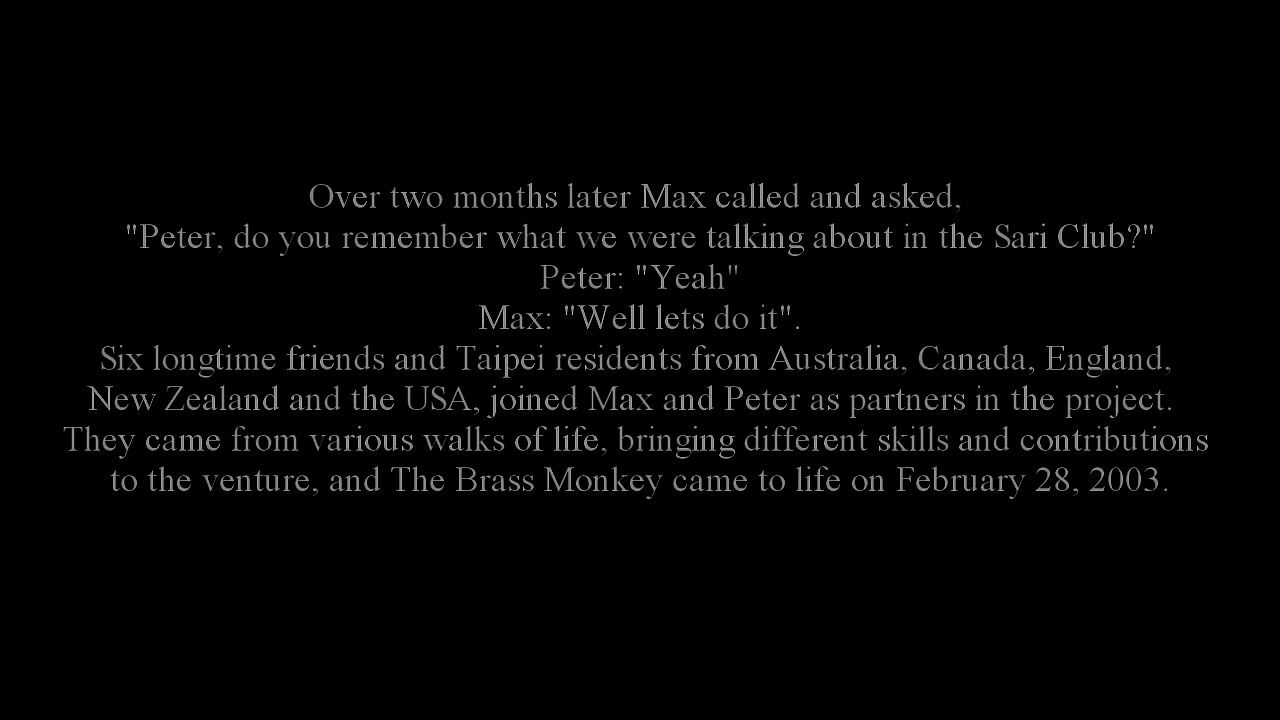 Over two months later Max called and asked,
"Peter, do you remember what we were talking about in the Sari Club?"
Peter: "Yeah"
Max: "Well lets do it".
Six longtime friends and Taipei residents from Australia, Canada, England,
New Zealand and the USA, joined Max and Peter as partners in the project.
They came from various walks of life, bringing different skills and contributions
to the venture, and The Brass Monkey came to life on February 28, 2003.